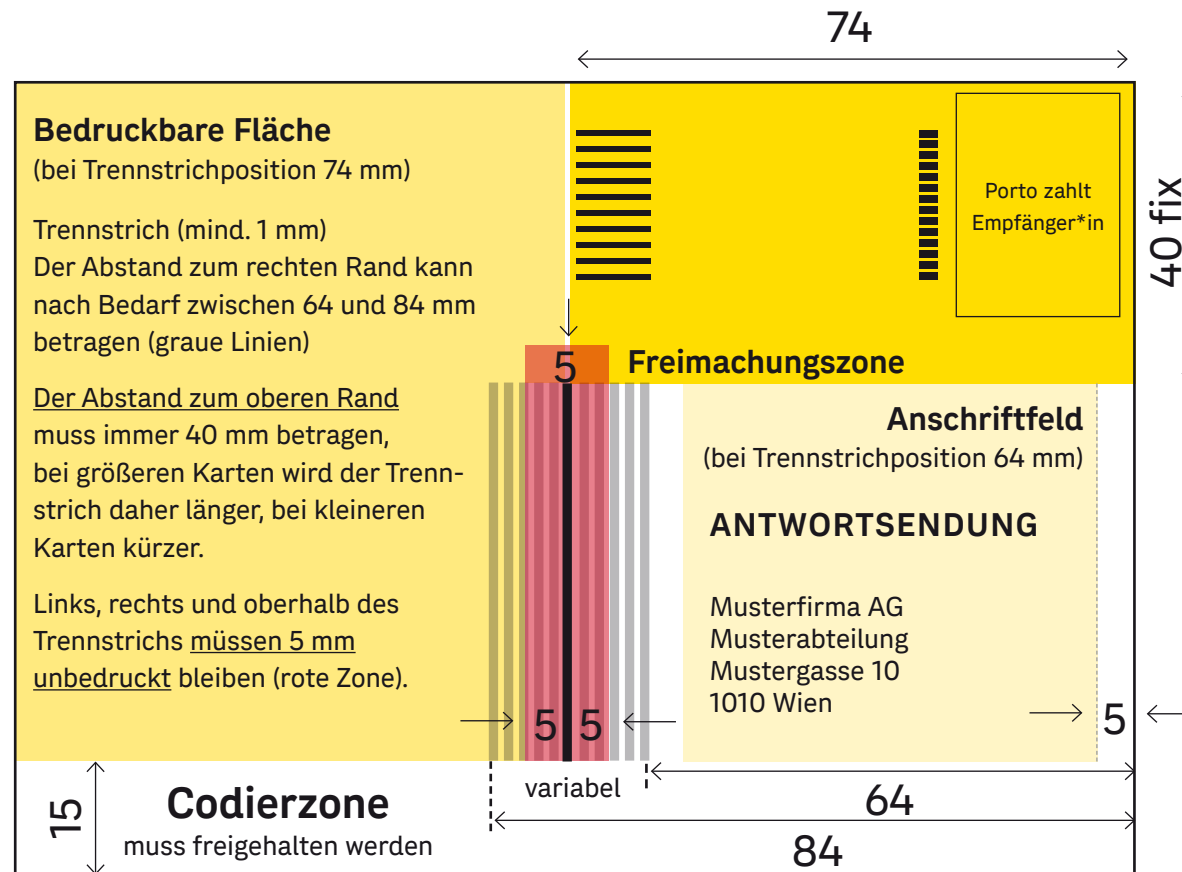 74
Bedruckbare Fläche
(bei Trennstrichposition 74 mm)
Trennstrich (mind. 1 mm)
Der Abstand zum rechten Rand kann
nach Bedarf zwischen 64 und 84 mm
betragen (graue Linien)
Der Abstand zum oberen Rand
muss immer 40 mm betragen,
bei größeren Karten wird der Trenn-
strich daher länger, bei kleineren
Karten kürzer.
Links, rechts und oberhalb des
Trennstrichs müssen 5 mm
unbedruckt bleiben (rote Zone).
Porto zahlt
Empfänger*in
40 fix
5
Freimachungszone
Anschriftfeld
(bei Trennstrichposition 64 mm)
ANTWORTSENDUNG
Musterfirma AG
Musterabteilung
Mustergasse 10
1010 Wien
5 5
5
15
Codierzone
muss freigehalten werden
variabel
64
84